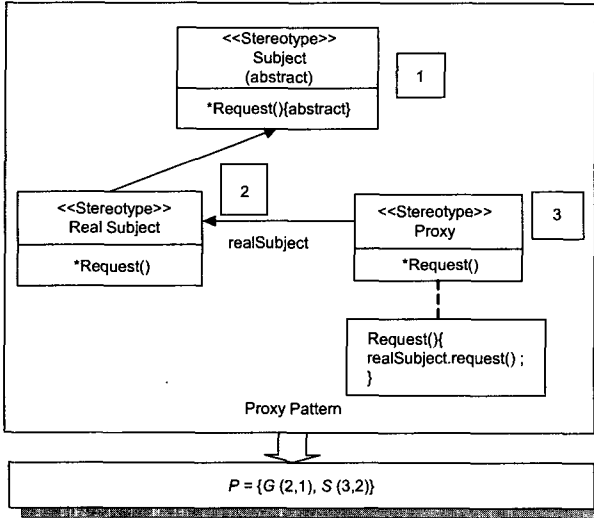 <<Stereotype>>
Subject
(abstract)
*Request(){abstract}
1
2
<<Stereotype>>
Real Subject
*Request()
realSubject
<<Stereotype>>
Proxy
*Request()
3
Request(){
realSubject.request() ;
}
Proxy Pattern
P = {G (2,1), S (3,2)}